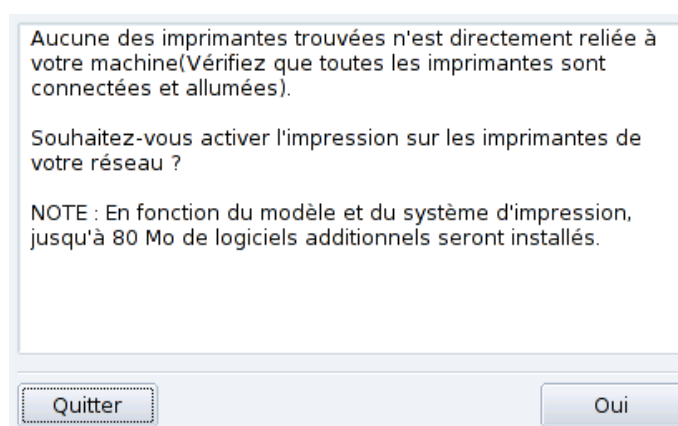 Aucune des imprimantes trouvées n'est directement reliée à
votre machine(Vérifiez que toutes les imprimantes sont
connectées et allumées).
Souhaitez-vous activer l'impression sur les imprimantes de
votre réseau ?
NOTE : En fonction du modèle et du système d'impression,
jusqu'à 80 Mo de logiciels additionnels seront installés.
Quitter
Oui